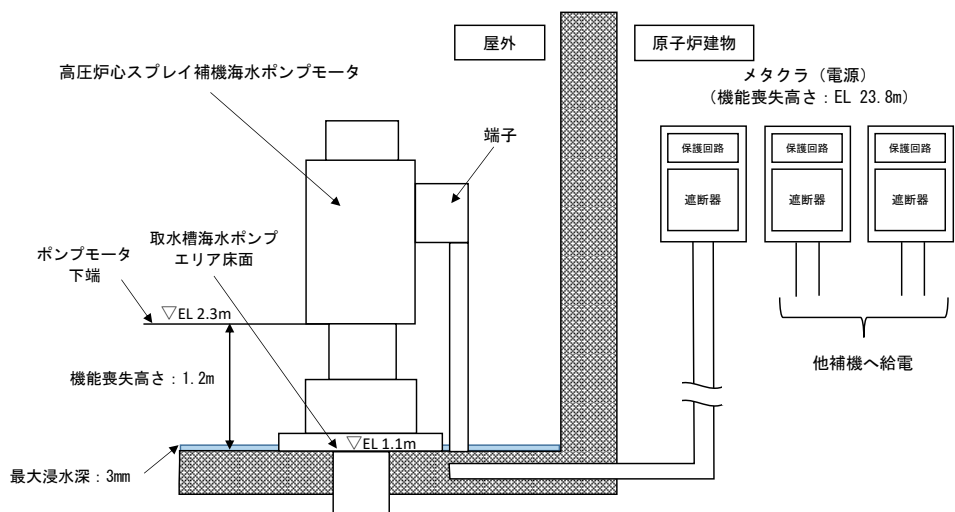 屋外
原子炉建物
高圧炉心スプレイ補機海水ポンプモータ
メタクラ（電源）
（機能喪失高さ：EL 23.8m）
端子
保護回路
保護回路
保護回路
遮断器
遮断器
遮断器
取水槽海水ポンプ
エリア床面
ポンプモータ
下端
▽EL 2.3m
機能喪失高さ：1.2m
他補機へ給電
▽EL 1.1m
最大浸水深：3mm